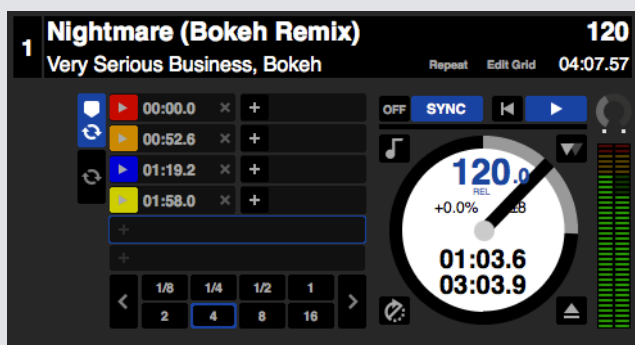 1
Nightmare (Bokeh Remix) 120
Very Serious Business, Bokeh Repeat Edit Grid 04:07.57
00:00.0 × +
00:52.6 × +
01:19.2 × +
01:58.0 × +
+
+
1/8 1/4 1/2 1
< >
2 4 8 16
OFF SYNC
120.0
REL
+0.0% 8
01:03.6
03:03.9